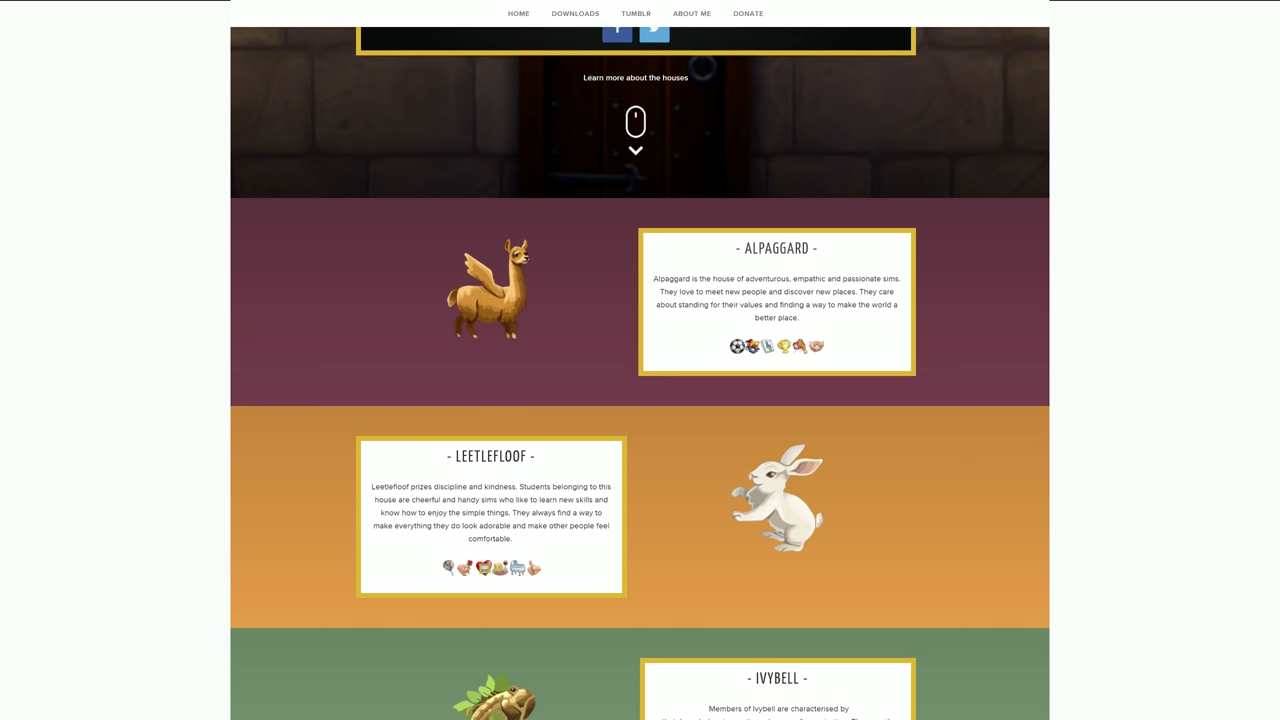 HOME DOWNLOADS TUMBLR ABOUT ME DONATE
Learn more about the houses
- ALPAGGARD -
Alpaggard is the house of adventurous, empathic and passionate sims.
They love to meet new people and discover new places. They care
about standing for their values and finding a way to make the world a
better place.
- LEETLEFLOOF -
Leetlefloof prizes discipline and kindness. Students belonging to this
house are cheerful and handy sims who like to learn new skills and
know how to enjoy the simple things. They always find a way to
make everything they do look adorable and make other people feel
comfortable.
- IVYBELL -
Members of Ivybell are characterised by